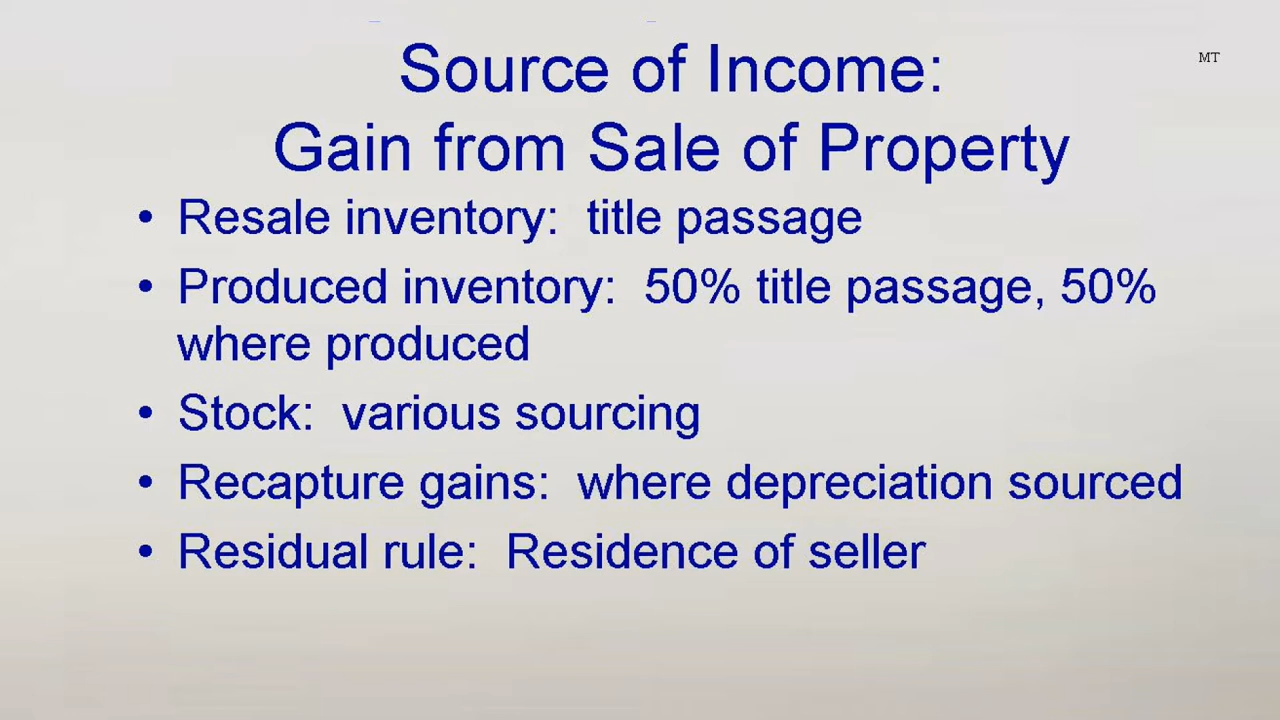 Source of Income:
MT
Gain from Sale of Property
• Resale inventory:  title passage
• Produced inventory:  50% title passage, 50%
where produced
• Stock:  various sourcing
• Recapture gains:  where depreciation sourced
• Residual rule:  Residence of seller